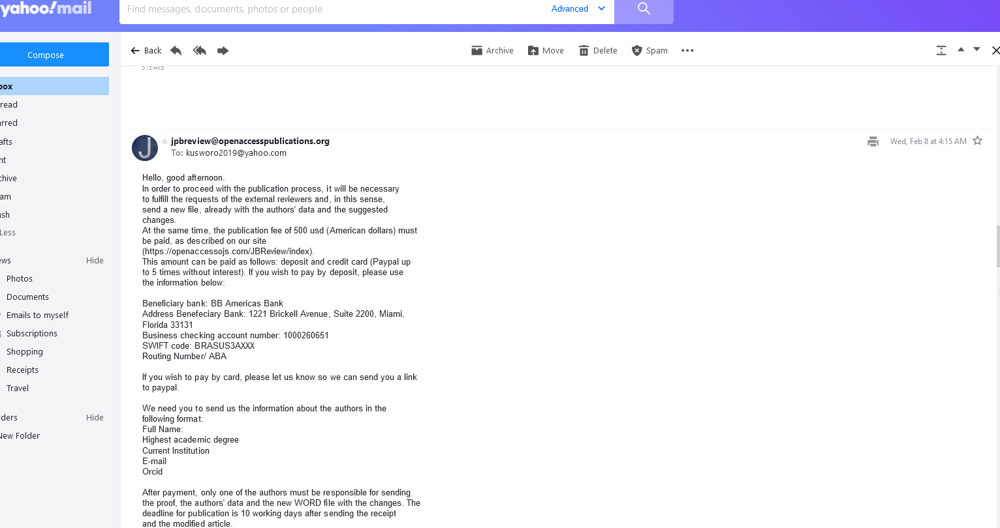 yahoo!mail
Find messages, documents, photos or people
Advanced
Compose
Back
Archive
Move
Delete
Spam
315.4kB
box
read
rred
afts
nt
chive
am
ash
Less
ews
Hide
Photos
Documents
Emails to myself
Subscriptions
Shopping
Receipts
Travel
lders
Hide
New Folder
J
jpbreview@openaccesspublications.org
Wed, Feb 8 at 4:15 AM
To: kusworo2019@yahoo.com
Hello, good afternoon.
In order to proceed with the publication process, it will be necessary
to fulfill the requests of the external reviewers and, in this sense,
send a new file, already with the authors' data and the suggested
changes.
At the same time, the publication fee of 500 usd (American dollars) must
be paid, as described on our site
(https://openaccessojs.com/JBReview/index).
This amount can be paid as follows: deposit and credit card (Paypal up
to 5 times without interest). If you wish to pay by deposit, please use
the information below:
Beneficiary bank: BB Americas Bank
Address Benefeciary Bank: 1221 Brickell Avenue, Suite 2200, Miami,
Florida 33131
Business checking account number: 1000260651
SWIFT code: BRASUS3AXXX
Routing Number/ ABA
If you wish to pay by card, please let us know so we can send you a link
to paypal.
We need you to send us the information about the authors in the
following format:
Full Name:
Highest academic degree
Current Institution
E-mail
Orcid
After payment, only one of the authors must be responsible for sending
the proof, the authors' data and the new WORD file with the changes. The
deadline for publication is 10 working days after sending the receipt
and the modified article.